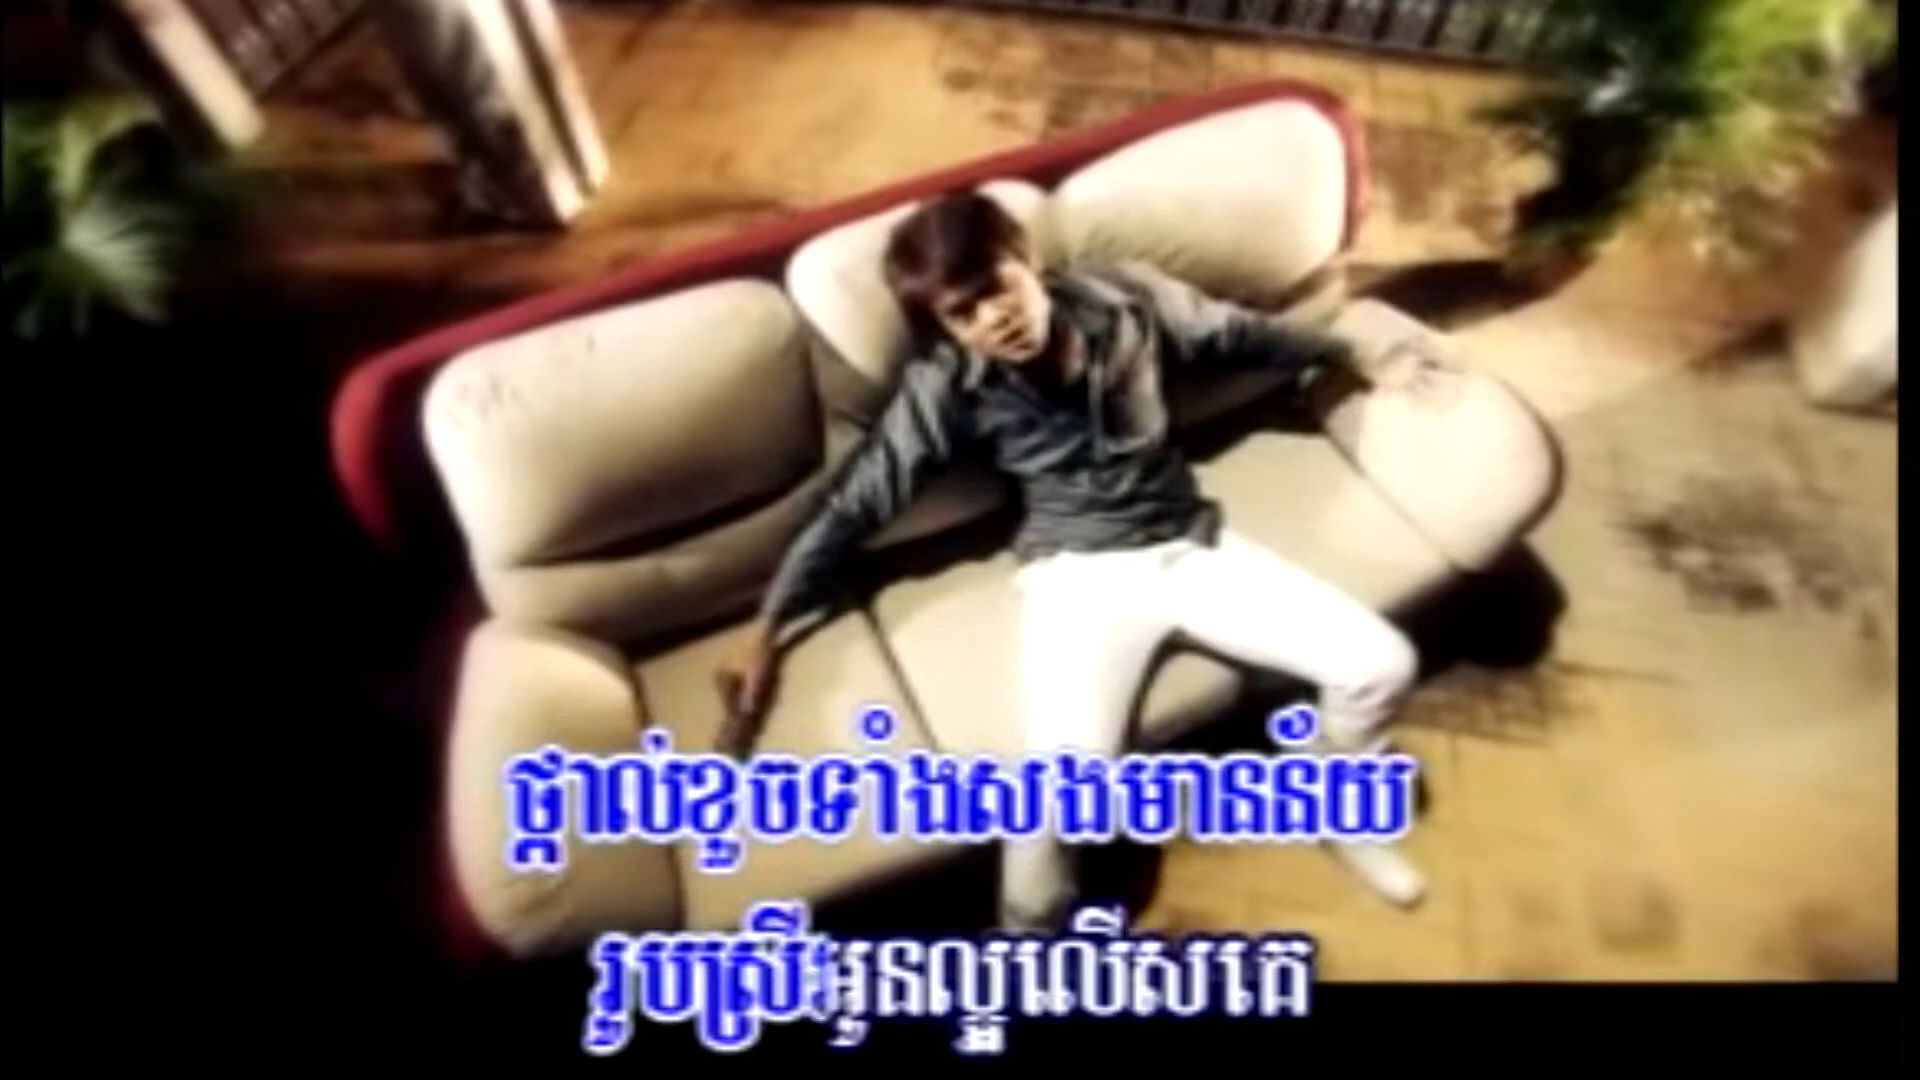 ថ្កាល់ខួចទាំងសងមានន័យ
រូបស្រីអូនល្អលើសគេ